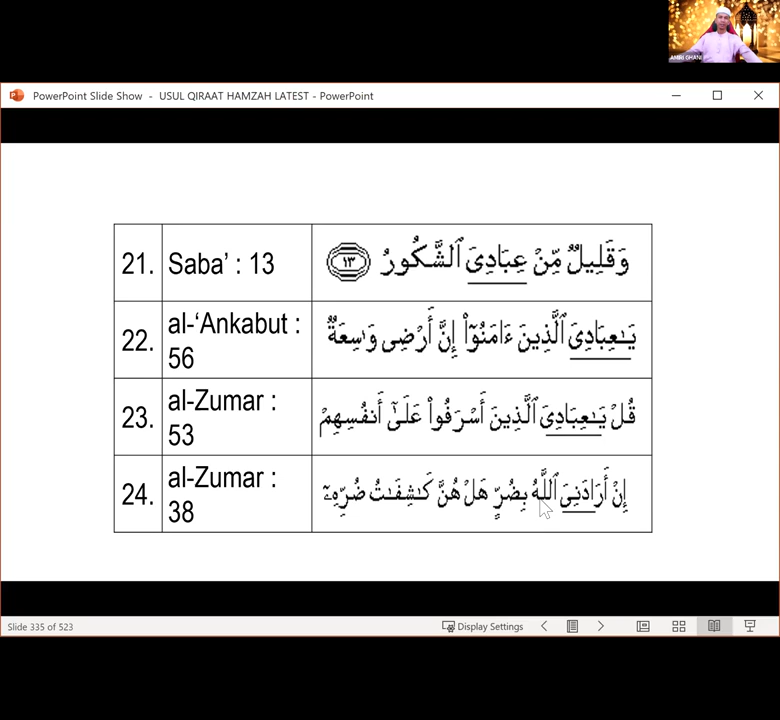 AMIRI GHANI
PowerPoint Slide Show - USUL QIRAAT HAMZAH LATEST - PowerPoint
21. Saba’ : 13 وَقَلِيلٌ مِّنْ عِبَادِىَ ٱلشَّكُورُ ١٣
22. al-‘Ankabut : 56 يَـٰعِبَادِىَ ٱلَّذِينَ ءَامَنُوٓا۟ إِنَّ أَرْضِى وَٰسِعَةٌ
23. al-Zumar : 53 قُلْ يَـٰعِبَادِىَ ٱلَّذِينَ أَسْرَفُوا۟ عَلَىٰٓ أَنفُسِهِمْ
24. al-Zumar : 38 إِنْ أَرَادَنِىَ ٱللَّهُ بِضُرٍّ هَلْ هُنَّ كَـٰشِفَـٰتُ ضُرِّهِۦٓ
Slide 335 of 523 Display Settings